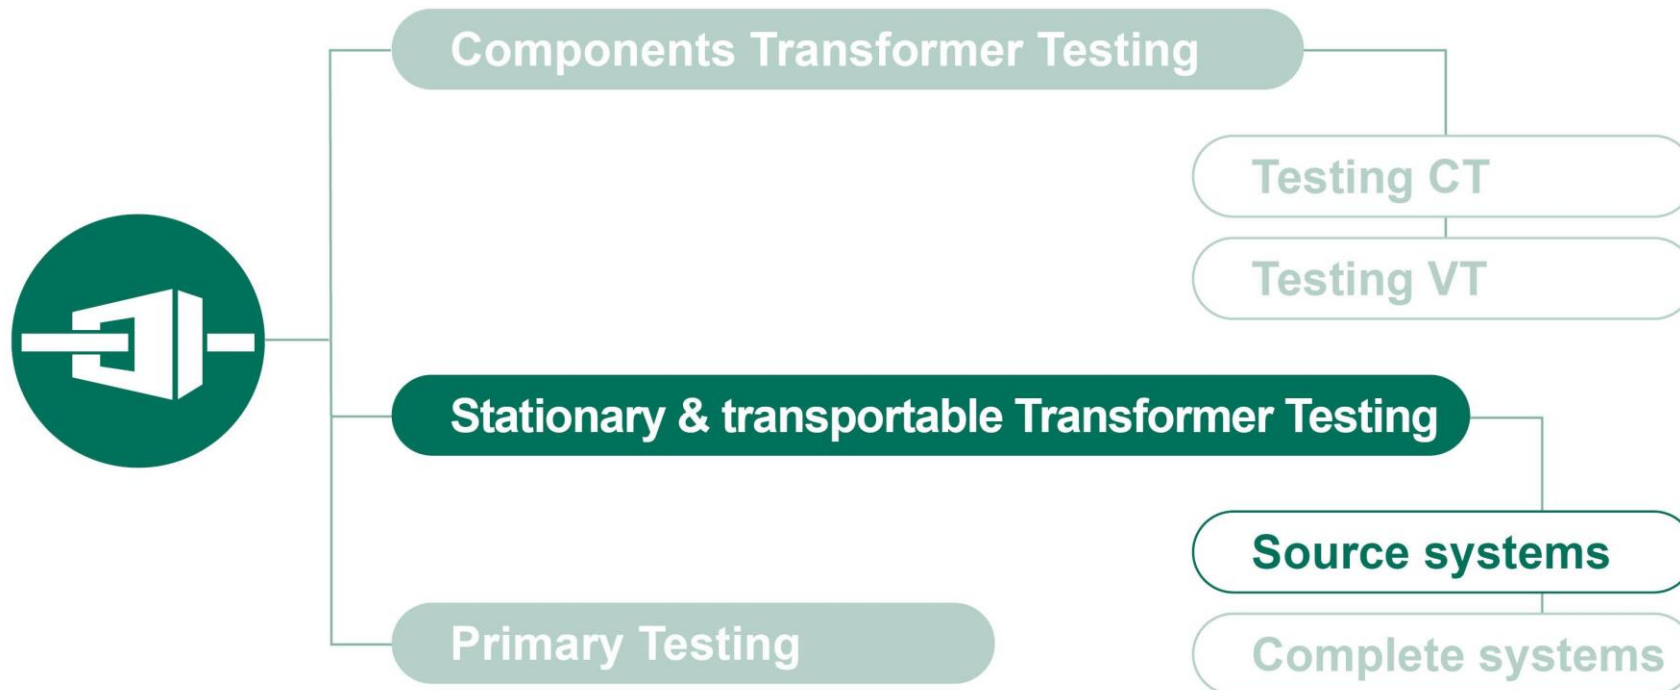 Components Transformer Testing
Testing CT
Testing VT
Stationary & transportable Transformer Testing
Source systems
Complete systems
Primary Testing